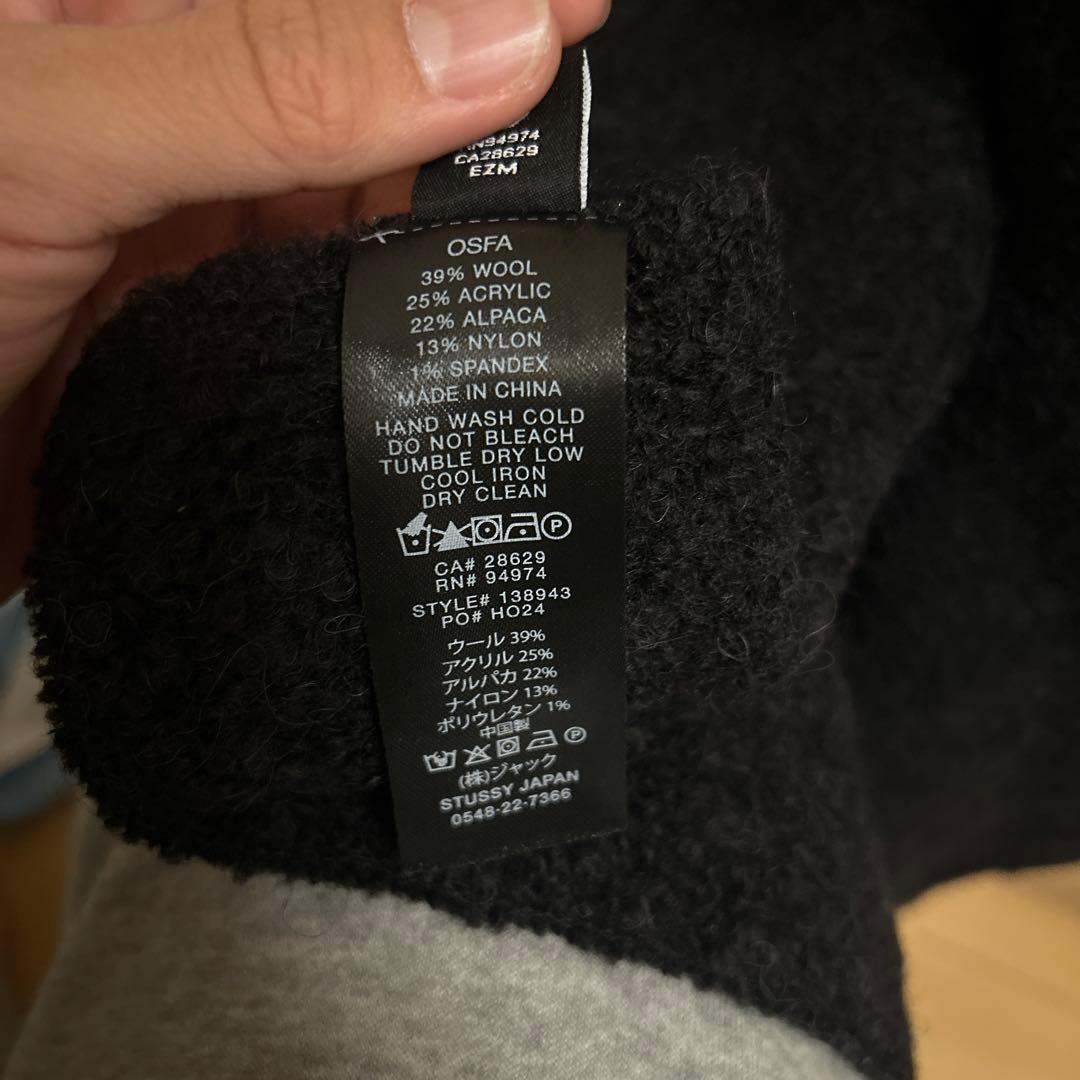 94974
CA28629
EZM
OSFA
39% WOOL
25% ACRYLIC
22% ALPACA
13% NYLON
1% SPANDEX
MADE IN CHINA
HAND WASH COLD
DO NOT BLEACH
TUMBLE DRY LOW
COOL IRON
DRY CLEAN
P
CA# 28629
RN# 94974
STYLE# 138943
PO# HO24
ウール 39%
アクリル 25%
アルパカ 22%
ナイロン 13%
ポリウレタン 1%
中国製
P
(株)ジャック
STUSSY JAPAN
0548-22-7366